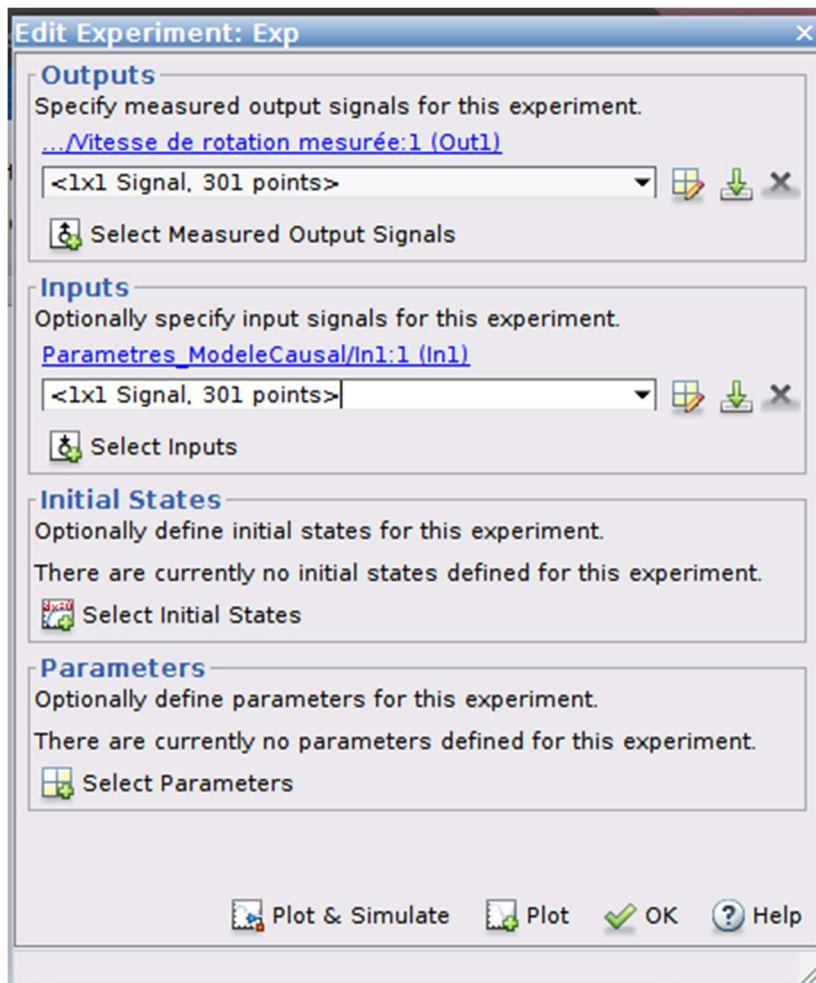 Edit Experiment: Exp
Outputs
Specify measured output signals for this experiment.
.../Vitesse de rotation mesurée:1 (Out1)
<1x1 Signal, 301 points>
Select Measured Output Signals
Inputs
Optionally specify input signals for this experiment.
Parametres_ModeleCausal/In1:1 (In1)
<1x1 Signal, 301 points>
Select Inputs
Initial States
Optionally define initial states for this experiment.
There are currently no initial states defined for this experiment.
Select Initial States
Parameters
Optionally define parameters for this experiment.
There are currently no parameters defined for this experiment.
Select Parameters
Plot & Simulate Plot OK Help